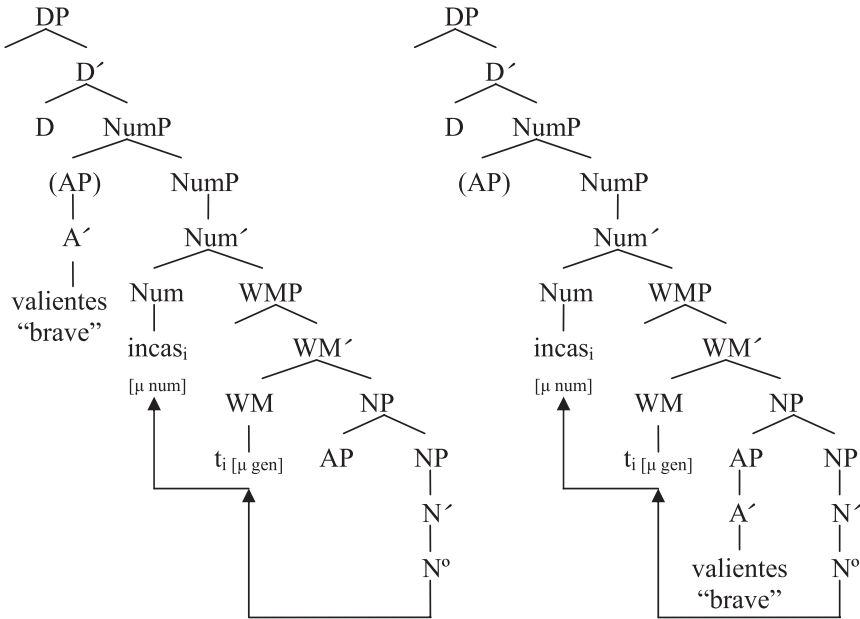 DP DP
D´ D´
D NumP D NumP
(AP) NumP (AP) NumP
A´ Num´ Num´
valientes Num WMP Num WMP
“brave”
incasi WM´ incasi WM´
[μ num] [μ num]
WM NP WM NP
ti [μ gen] AP NP ti [μ gen] AP NP
N´ A´ N´
Nº valientes Nº
“brave”